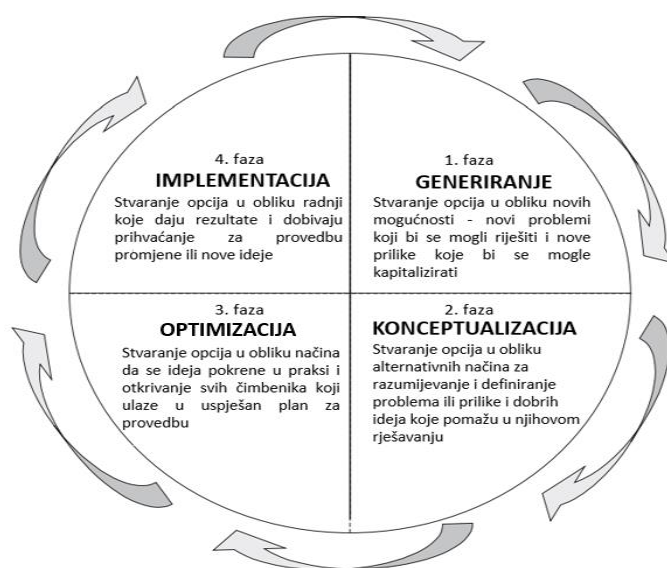 4. faza
IMPLEMENTACIJA
Stvaranje opcija u obliku radnji
koje daju rezultate i dobivaju
prihvaćanje za provedbu
promjene ili nove ideje
1. faza
GENERIRANJE
Stvaranje opcija u obliku novih
mogućnosti - novi problemi
koji bi se mogli riješiti i nove
prilike koje bi se mogle
kapitalizirati
3. faza
OPTIMIZACIJA
Stvaranje opcija u obliku načina
da se ideja pokrene u praksi i
otkrivanje svih čimbenika koji
ulaze u uspješan plan za
provedbu
2. faza
KONCEPTUALIZACIJA
Stvaranje opcija u obliku
alternativnih načina za
razumijevanje i definiranje
problema ili prilike i dobrih
ideja koje pomažu u njihovom
rješavanju